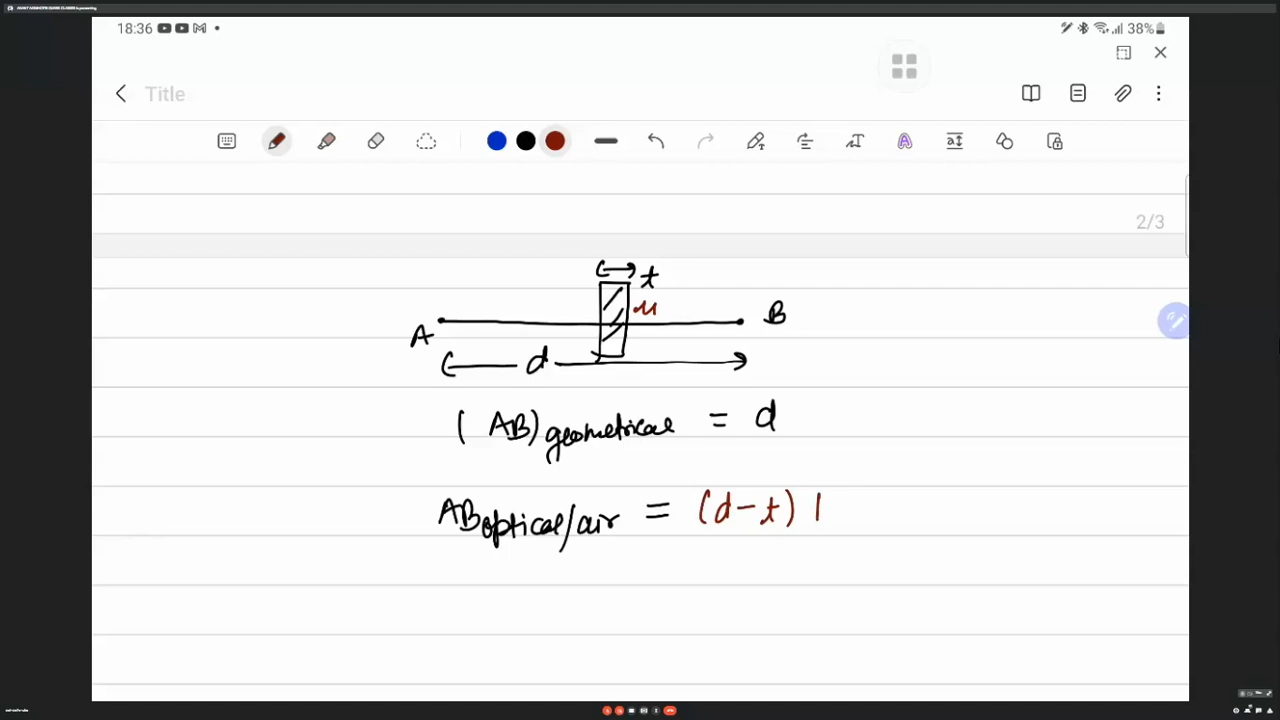 18:36
38%
Title
2/3
t
μ
A
B
d
(AB)geometrical = d
ABoptical/air = (d-t) 1